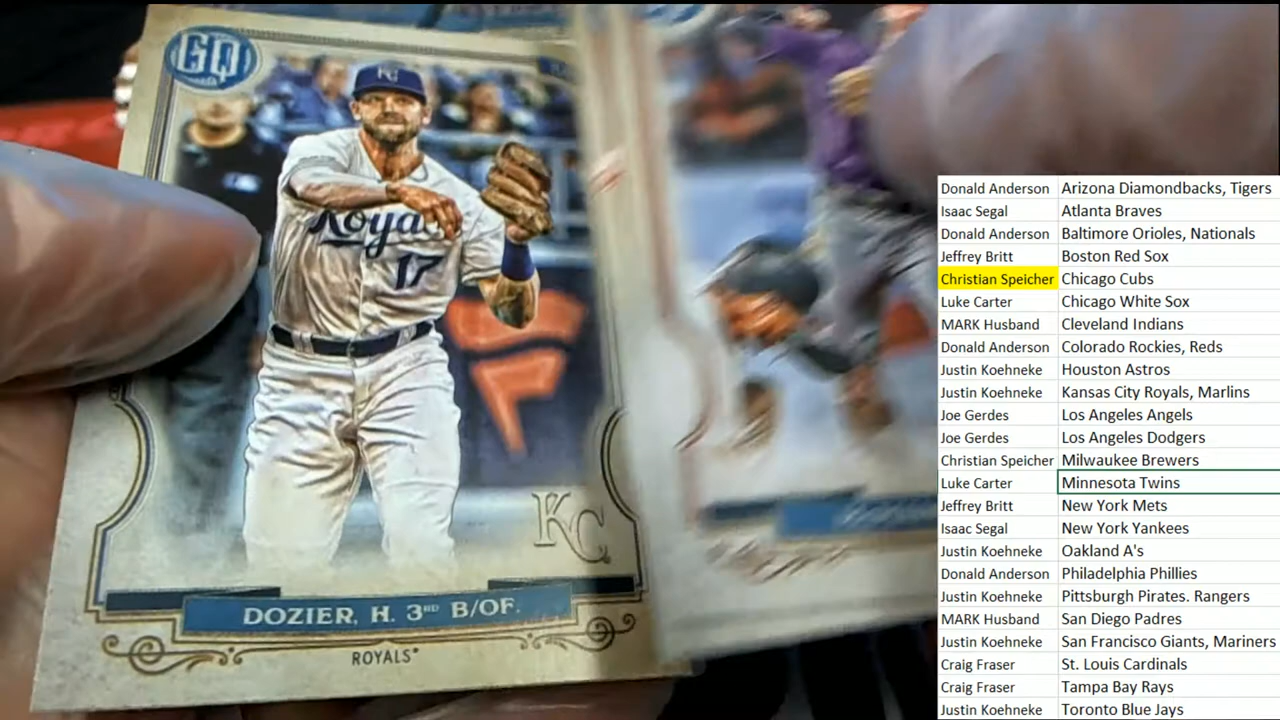 GQ
KC
Royals
17
KC
DOZIER, H. 3RD B/OF.
ROYALS
Donald Anderson Arizona Diamondbacks, Tigers
Isaac Segal Atlanta Braves
Donald Anderson Baltimore Orioles, Nationals
Jeffrey Britt Boston Red Sox
Christian Speicher Chicago Cubs
Luke Carter Chicago White Sox
MARK Husband Cleveland Indians
Donald Anderson Colorado Rockies, Reds
Justin Koehneke Houston Astros
Justin Koehneke Kansas City Royals, Marlins
Joe Gerdes Los Angeles Angels
Joe Gerdes Los Angeles Dodgers
Christian Speicher Milwaukee Brewers
Luke Carter Minnesota Twins
Jeffrey Britt New York Mets
Isaac Segal New York Yankees
Justin Koehneke Oakland A's
Donald Anderson Philadelphia Phillies
Justin Koehneke Pittsburgh Pirates. Rangers
MARK Husband San Diego Padres
Justin Koehneke San Francisco Giants, Mariners
Craig Fraser St. Louis Cardinals
Craig Fraser Tampa Bay Rays
Justin Koehneke Toronto Blue Jays